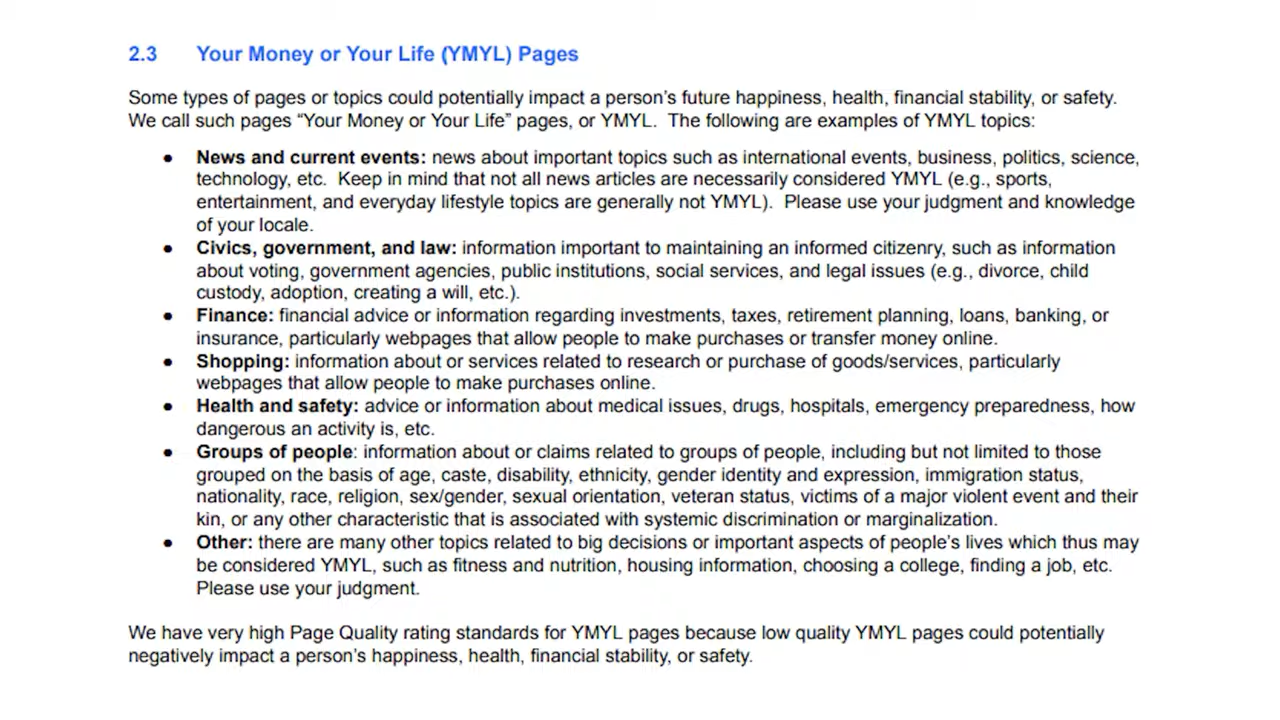 2.3 Your Money or Your Life (YMYL) Pages
Some types of pages or topics could potentially impact a person’s future happiness, health, financial stability, or safety.
We call such pages “Your Money or Your Life” pages, or YMYL. The following are examples of YMYL topics:
● News and current events: news about important topics such as international events, business, politics, science,
technology, etc. Keep in mind that not all news articles are necessarily considered YMYL (e.g., sports,
entertainment, and everyday lifestyle topics are generally not YMYL). Please use your judgment and knowledge
of your locale.
● Civics, government, and law: information important to maintaining an informed citizenry, such as information
about voting, government agencies, public institutions, social services, and legal issues (e.g., divorce, child
custody, adoption, creating a will, etc.).
● Finance: financial advice or information regarding investments, taxes, retirement planning, loans, banking, or
insurance, particularly webpages that allow people to make purchases or transfer money online.
● Shopping: information about or services related to research or purchase of goods/services, particularly
webpages that allow people to make purchases online.
● Health and safety: advice or information about medical issues, drugs, hospitals, emergency preparedness, how
dangerous an activity is, etc.
● Groups of people: information about or claims related to groups of people, including but not limited to those
grouped on the basis of age, caste, disability, ethnicity, gender identity and expression, immigration status,
nationality, race, religion, sex/gender, sexual orientation, veteran status, victims of a major violent event and their
kin, or any other characteristic that is associated with systemic discrimination or marginalization.
● Other: there are many other topics related to big decisions or important aspects of people’s lives which thus may
be considered YMYL, such as fitness and nutrition, housing information, choosing a college, finding a job, etc.
Please use your judgment.
We have very high Page Quality rating standards for YMYL pages because low quality YMYL pages could potentially
negatively impact a person’s happiness, health, financial stability, or safety.